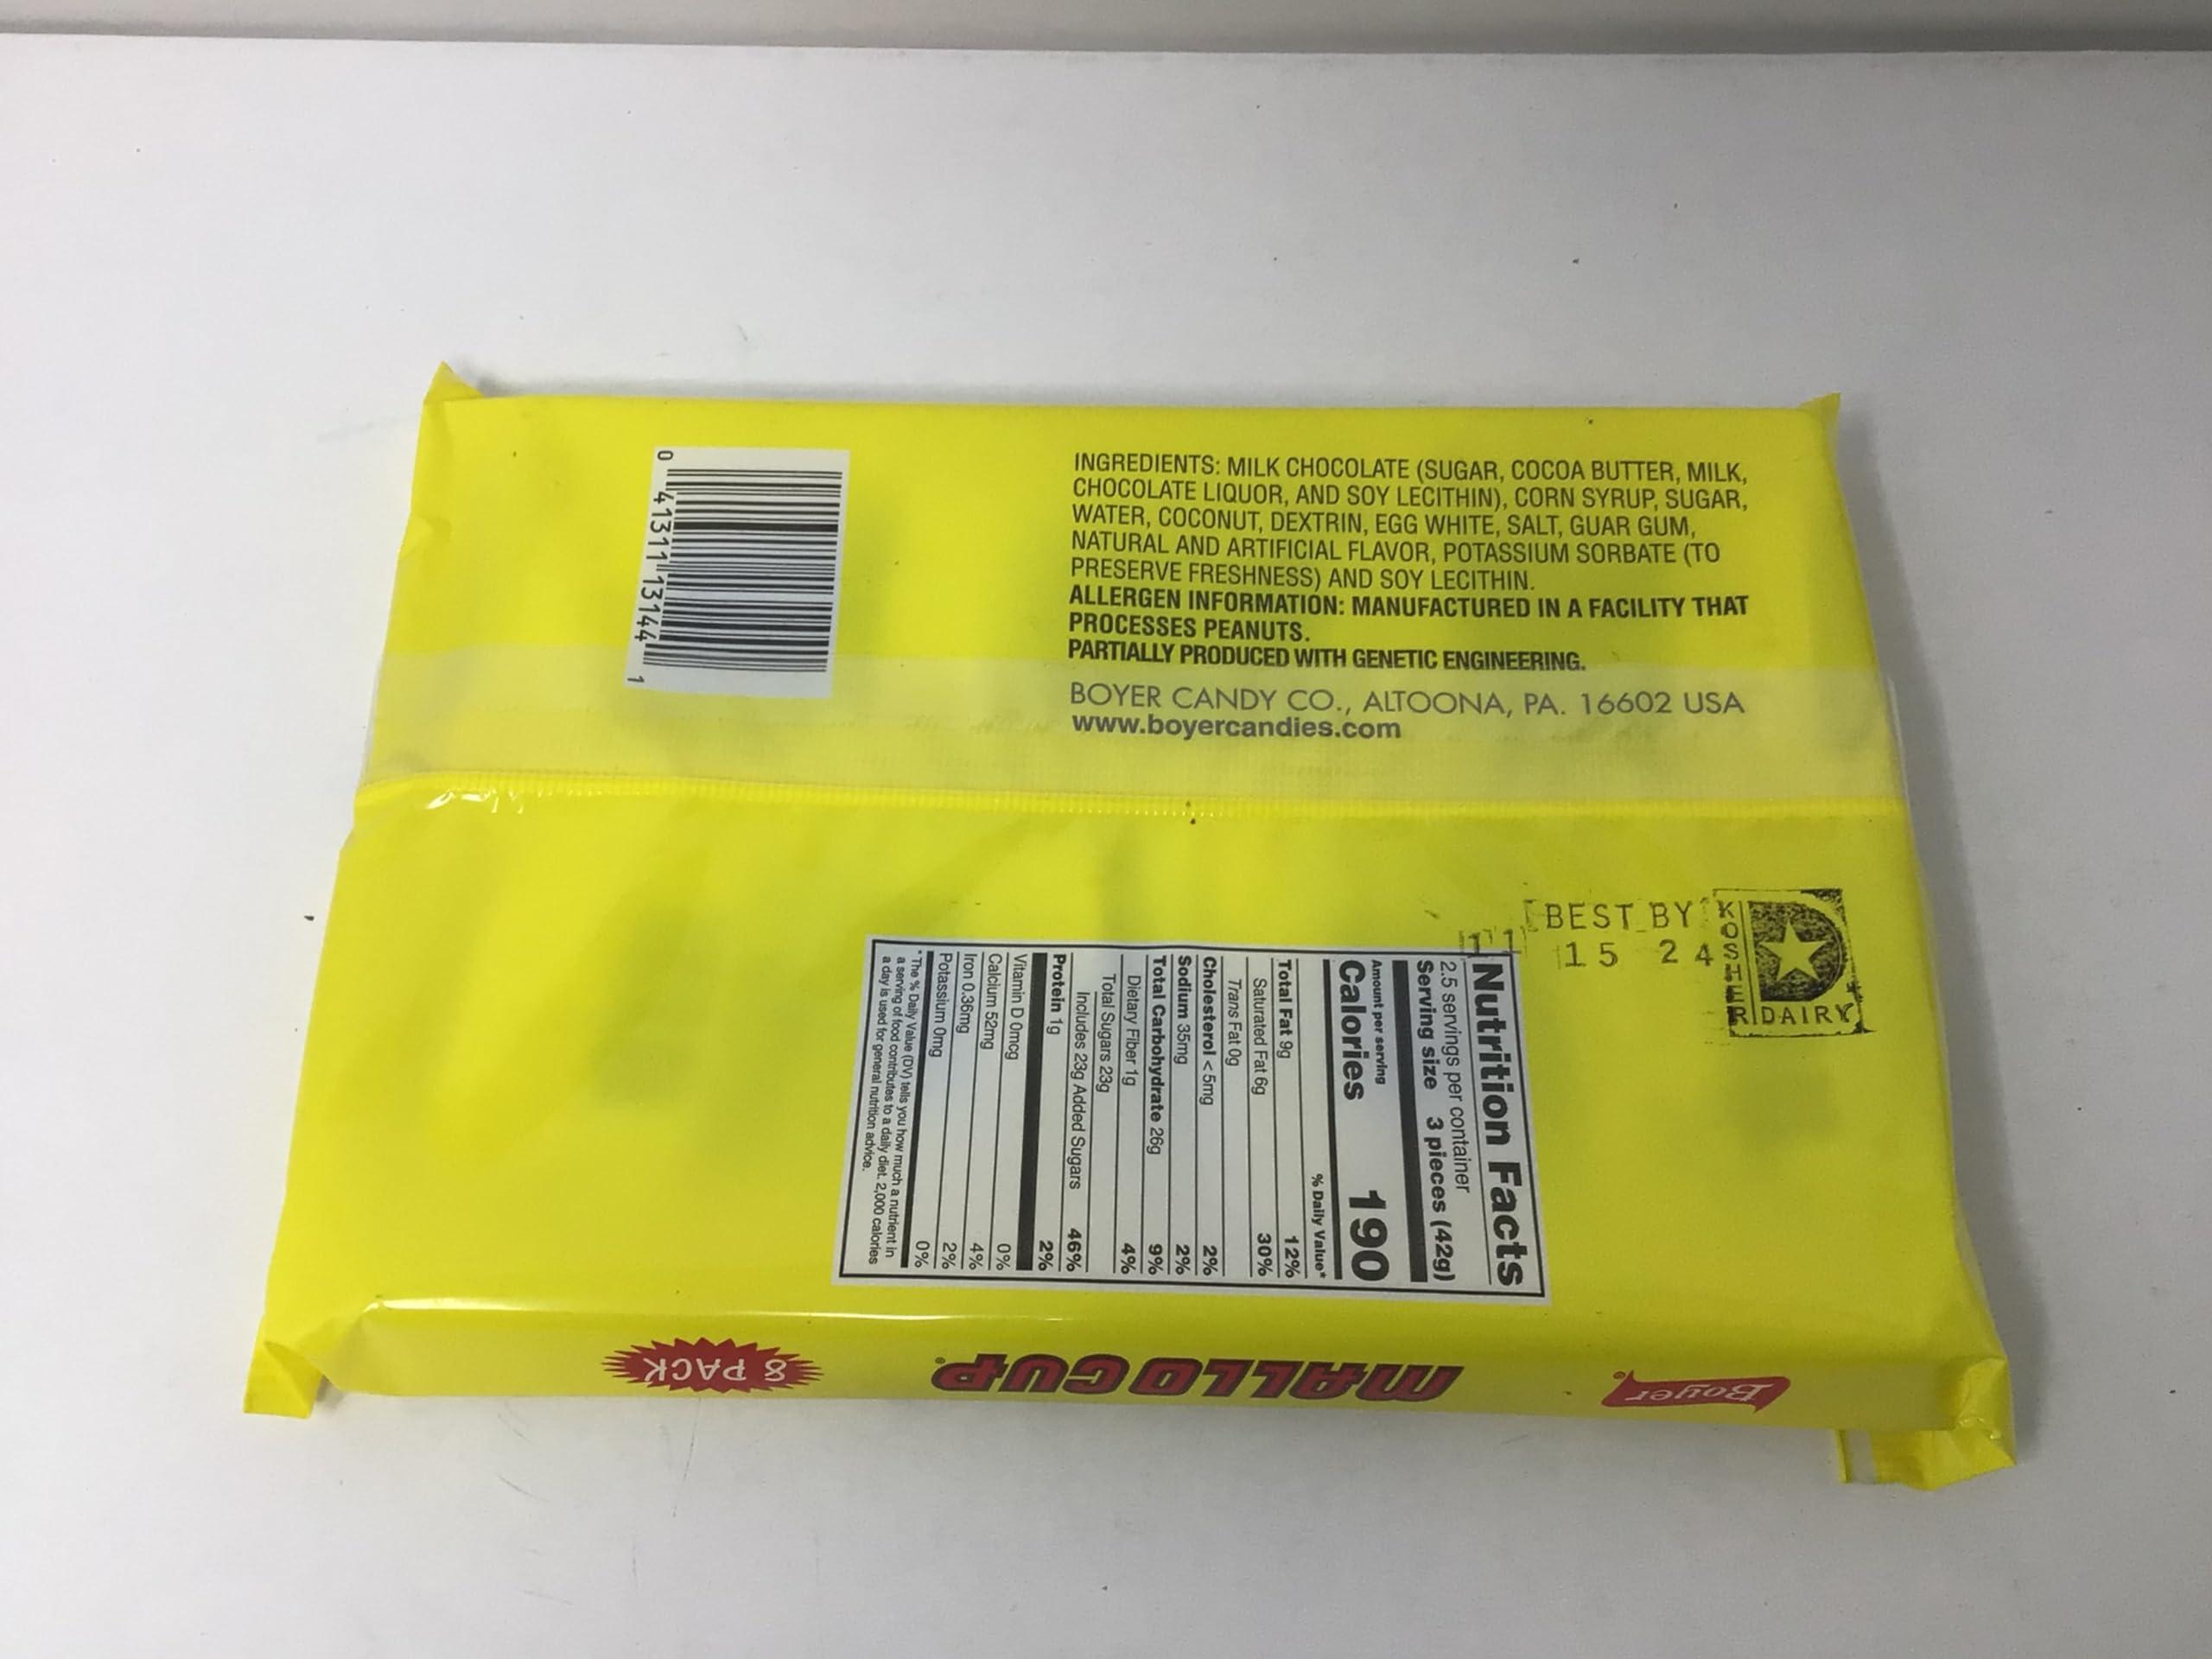 INGREDIENTS: MILK CHOCOLATE (SUGAR, COCOA BUTTER, MILK,
CHOCOLATE LIQUOR, AND SOY LECITHIN), CORN SYRUP, SUGAR,
WATER, COCONUT, DEXTRIN, EGG WHITE, SALT, GUAR GUM,
NATURAL AND ARTIFICIAL FLAVOR, POTASSIUM SORBATE (TO
PRESERVE FRESHNESS) AND SOY LECITHIN.
ALLERGEN INFORMATION: MANUFACTURED IN A FACILITY THAT
PROCESSES PEANUTS.
PARTIALLY PRODUCED WITH GENETIC ENGINEERING.
BOYER CANDY CO., ALTOONA, PA. 16602 USA
www.boyercandies.com
0 41311 13144 1
BEST BY
11 15 24
D
KOSHER
DAIRY
Nutrition Facts
2.5 servings per container
Serving size 3 pieces (42g)
Amount per serving
Calories 190
% Daily Value*
Total Fat 9g 12%
Saturated Fat 6g 30%
Trans Fat 0g
Cholesterol <5mg 2%
Sodium 35mg 2%
Total Carbohydrate 26g 9%
Dietary Fiber 1g 4%
Total Sugars 23g
Includes 23g Added Sugars 46%
Protein 1g 2%
Vitamin D 0mcg 0%
Calcium 52mg 4%
Iron 0.36mg 2%
Potassium 0mg 0%
*The % Daily Value (DV) tells you how much a nutrient in
a serving of food contributes to a daily diet. 2,000 calories
a day is used for general nutrition advice.
Boyer®
MALLO CUP®
8 PACK